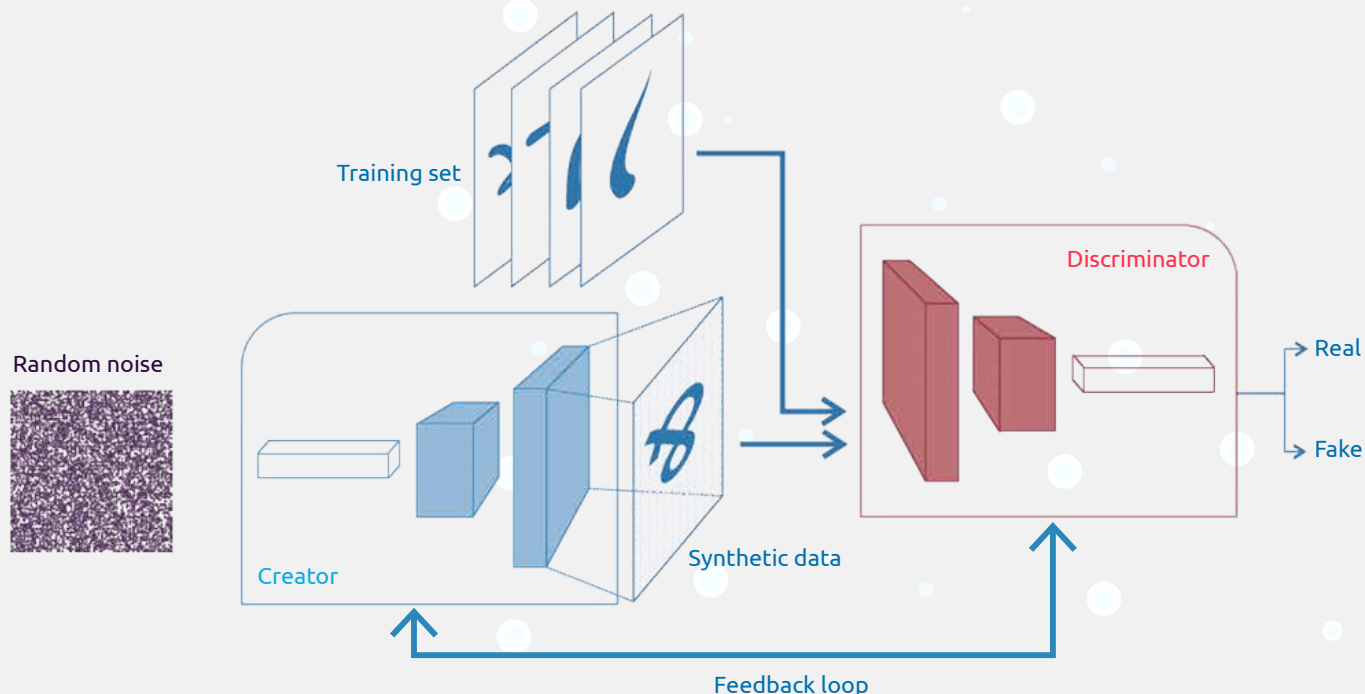 Training set
Discriminator
Random noise
Real
Fake
Synthetic data
Creator
Feedback loop